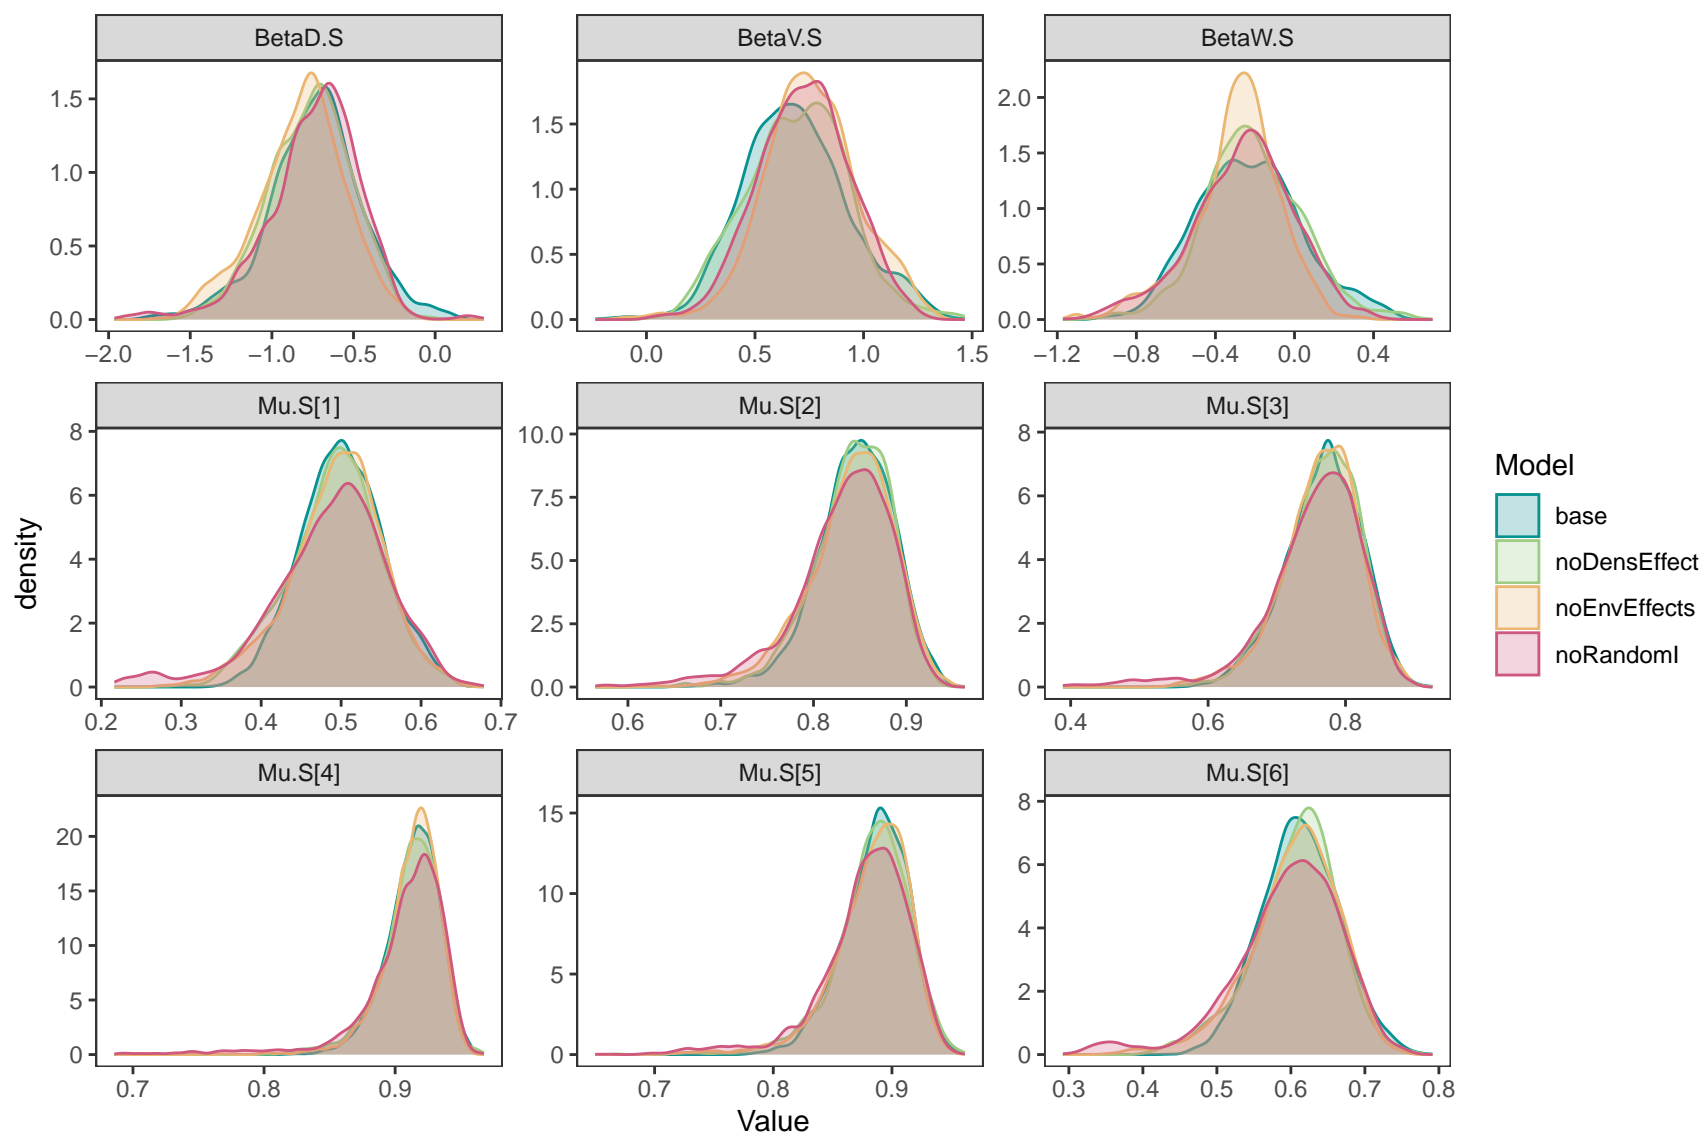 BetaD.S
BetaV.S
BetaW.S
0.0
0.5
1.0
1.5
−2.0 −1.5 −1.0 −0.5 0.0
0.0
0.5
1.0
1.5
0.0 0.5 1.0 1.5
0.0
0.5
1.0
1.5
2.0
−1.2 −0.8 −0.4 0.0 0.4
Mu.S[1]
Mu.S[2]
Mu.S[3]
0
2
4
6
8
0.2 0.3 0.4 0.5 0.6 0.7
0.0
2.5
5.0
7.5
10.0
0.6 0.7 0.8 0.9
0
2
4
6
8
0.4 0.6 0.8
Mu.S[4]
Mu.S[5]
Mu.S[6]
0
5
10
15
20
0.7 0.8 0.9
0
5
10
15
0.7 0.8 0.9
0
2
4
6
8
0.3 0.4 0.5 0.6 0.7 0.8
Value
density
Model
base
noDensEffect
noEnvEffects
noRandomI